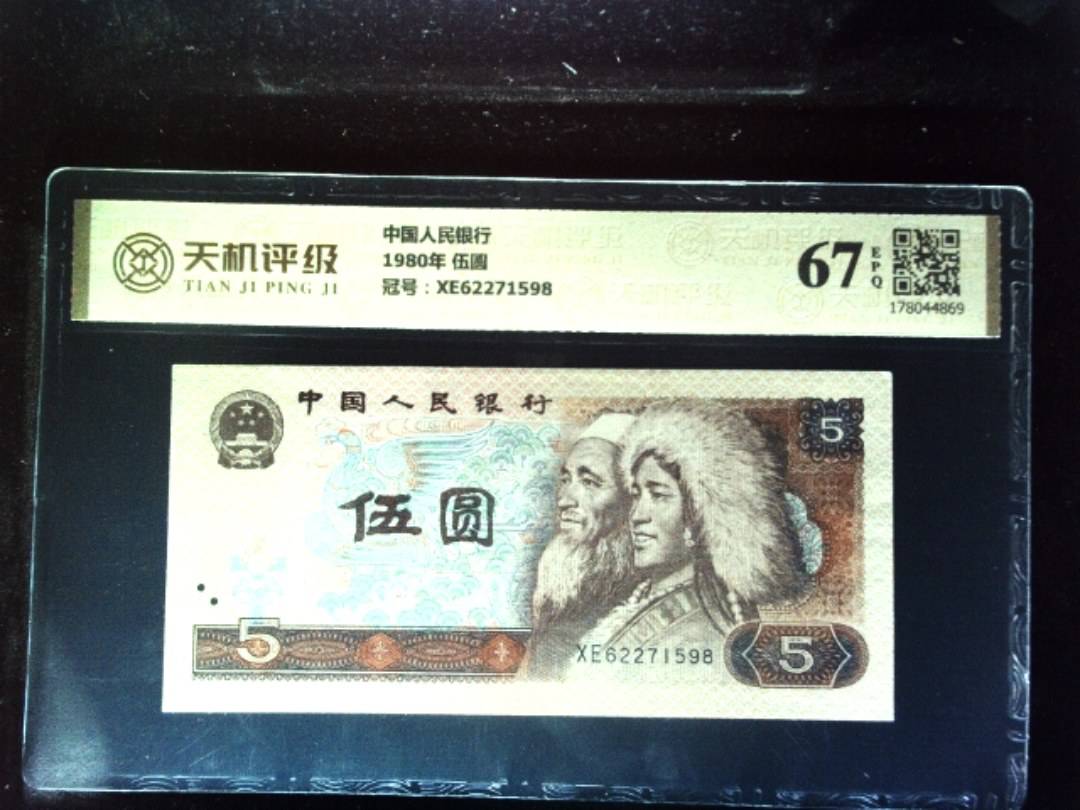 天机评级
TIAN JI PING JI
中国人民银行
1980年 伍圆
冠号：XE62271598
67
EPQ
178044869
中国人民银行
5
伍圆
5
XE62271598
5